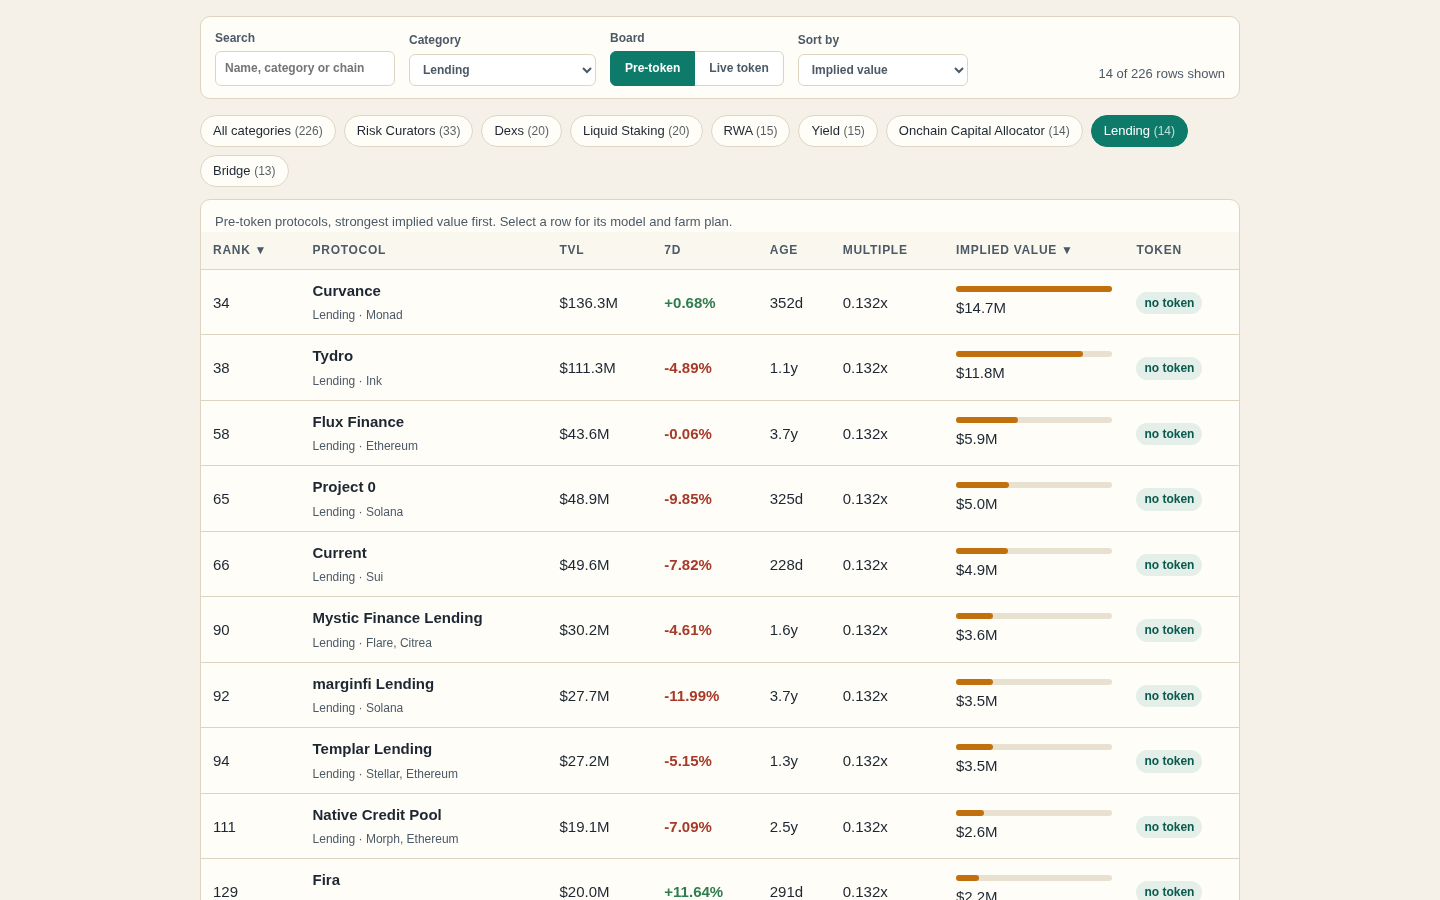 Search
Category
Board
Sort by
Name, category or chain
Lending
Pre-token
Live token
Implied value
14 of 226 rows shown
All categories (226)
Risk Curators (33)
Dexs (20)
Liquid Staking (20)
RWA (15)
Yield (15)
Onchain Capital Allocator (14)
Lending (14)
Bridge (13)
Pre-token protocols, strongest implied value first. Select a row for its model and farm plan.
RANK ▼ PROTOCOL TVL 7D AGE MULTIPLE IMPLIED VALUE ▼ TOKEN
34 Curvance $136.3M +0.68% 352d 0.132x $14.7M no token
Lending · Monad
38 Tydro $111.3M -4.89% 1.1y 0.132x $11.8M no token
Lending · Ink
58 Flux Finance $43.6M -0.06% 3.7y 0.132x $5.9M no token
Lending · Ethereum
65 Project 0 $48.9M -9.85% 325d 0.132x $5.0M no token
Lending · Solana
66 Current $49.6M -7.82% 228d 0.132x $4.9M no token
Lending · Sui
90 Mystic Finance Lending $30.2M -4.61% 1.6y 0.132x $3.6M no token
Lending · Flare, Citrea
92 marginfi Lending $27.7M -11.99% 3.7y 0.132x $3.5M no token
Lending · Solana
94 Templar Lending $27.2M -5.15% 1.3y 0.132x $3.5M no token
Lending · Stellar, Ethereum
111 Native Credit Pool $19.1M -7.09% 2.5y 0.132x $2.6M no token
Lending · Morph, Ethereum
129 Fira $20.0M +11.64% 291d 0.132x $2.2M no token